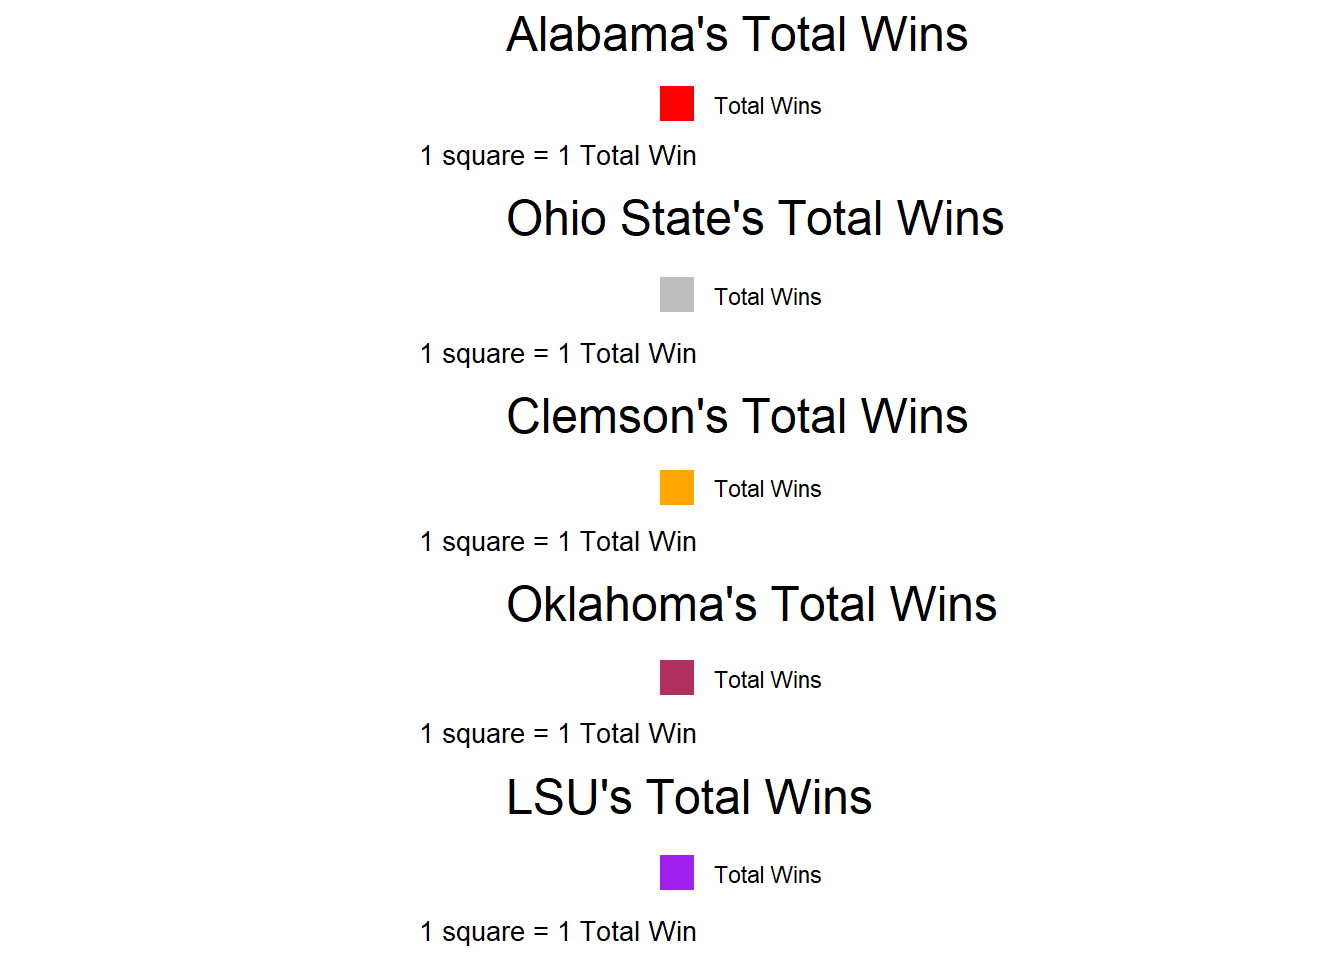 Alabama's Total Wins
Total Wins
1 square = 1 Total Win
Ohio State's Total Wins
Total Wins
1 square = 1 Total Win
Clemson's Total Wins
Total Wins
1 square = 1 Total Win
Oklahoma's Total Wins
Total Wins
1 square = 1 Total Win
LSU's Total Wins
Total Wins
1 square = 1 Total Win